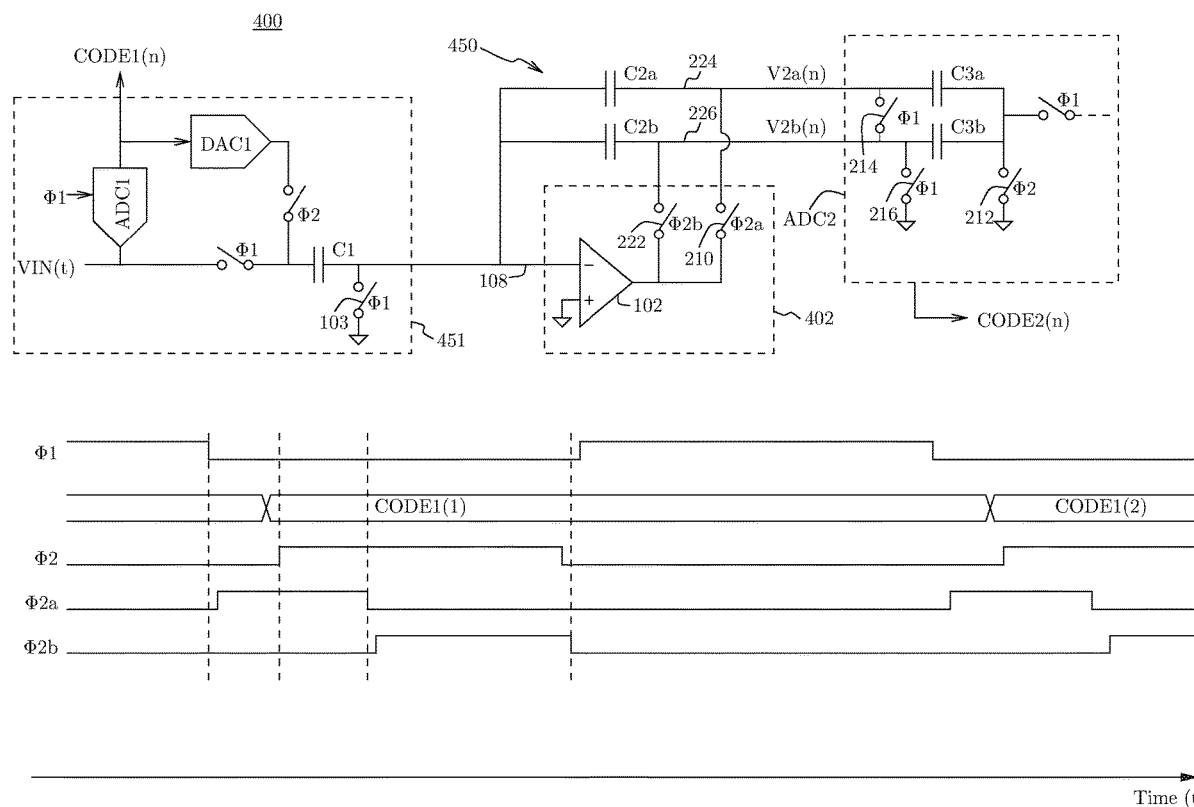 400
CODE1(n)
450
C2a
224
V2a(n)
C3a
Φ1
C2b
226
V2b(n)
Φ1
C3b
DAC1
214
Φ1
ADC1
Φ2
ADC2
216
Φ1
212
Φ2
222
Φ2b
210
Φ2a
VIN(t)
Φ1
C1
108
−
+
102
103
Φ1
451
402
CODE2(n)
Φ1
CODE1(1)
CODE1(2)
Φ2
Φ2a
Φ2b
Time (t